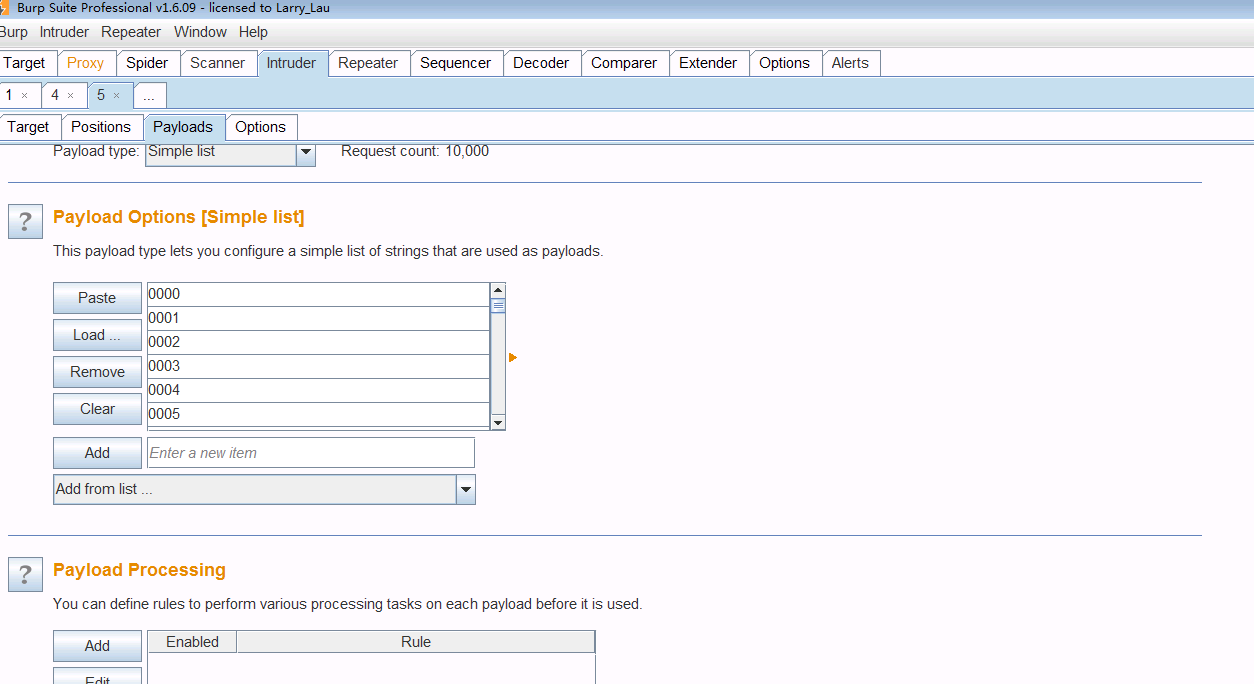 Burp Suite Professional v1.6.09 - licensed to Larry_Lau
Burp Intruder Repeater Window Help
Target Proxy Spider Scanner Intruder Repeater Sequencer Decoder Comparer Extender Options Alerts
1 × 4 × 5 × ...
Target Positions Payloads Options
Payload type: Simple list Request count: 10,000
? Payload Options [Simple list]
This payload type lets you configure a simple list of strings that are used as payloads.
Paste 0000
0001
Load ... 0002
Remove 0003
0004
Clear 0005
Add Enter a new item
Add from list ...
? Payload Processing
You can define rules to perform various processing tasks on each payload before it is used.
Add Enabled Rule
Edit